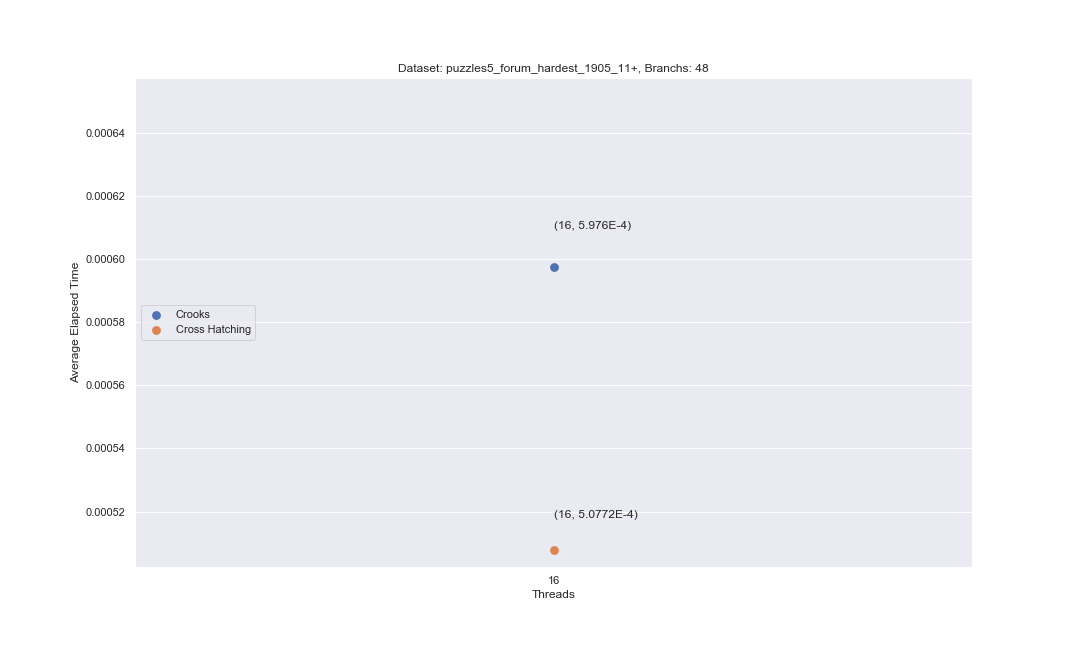 Dataset: puzzles5_forum_hardest_1905_11+, Branchs: 48
0.00064
0.00062
(16, 5.976E-4)
0.00060
Average Elapsed Time
Crooks
0.00058
Cross Hatching
0.00056
0.00054
0.00052
(16, 5.0772E-4)
16
Threads